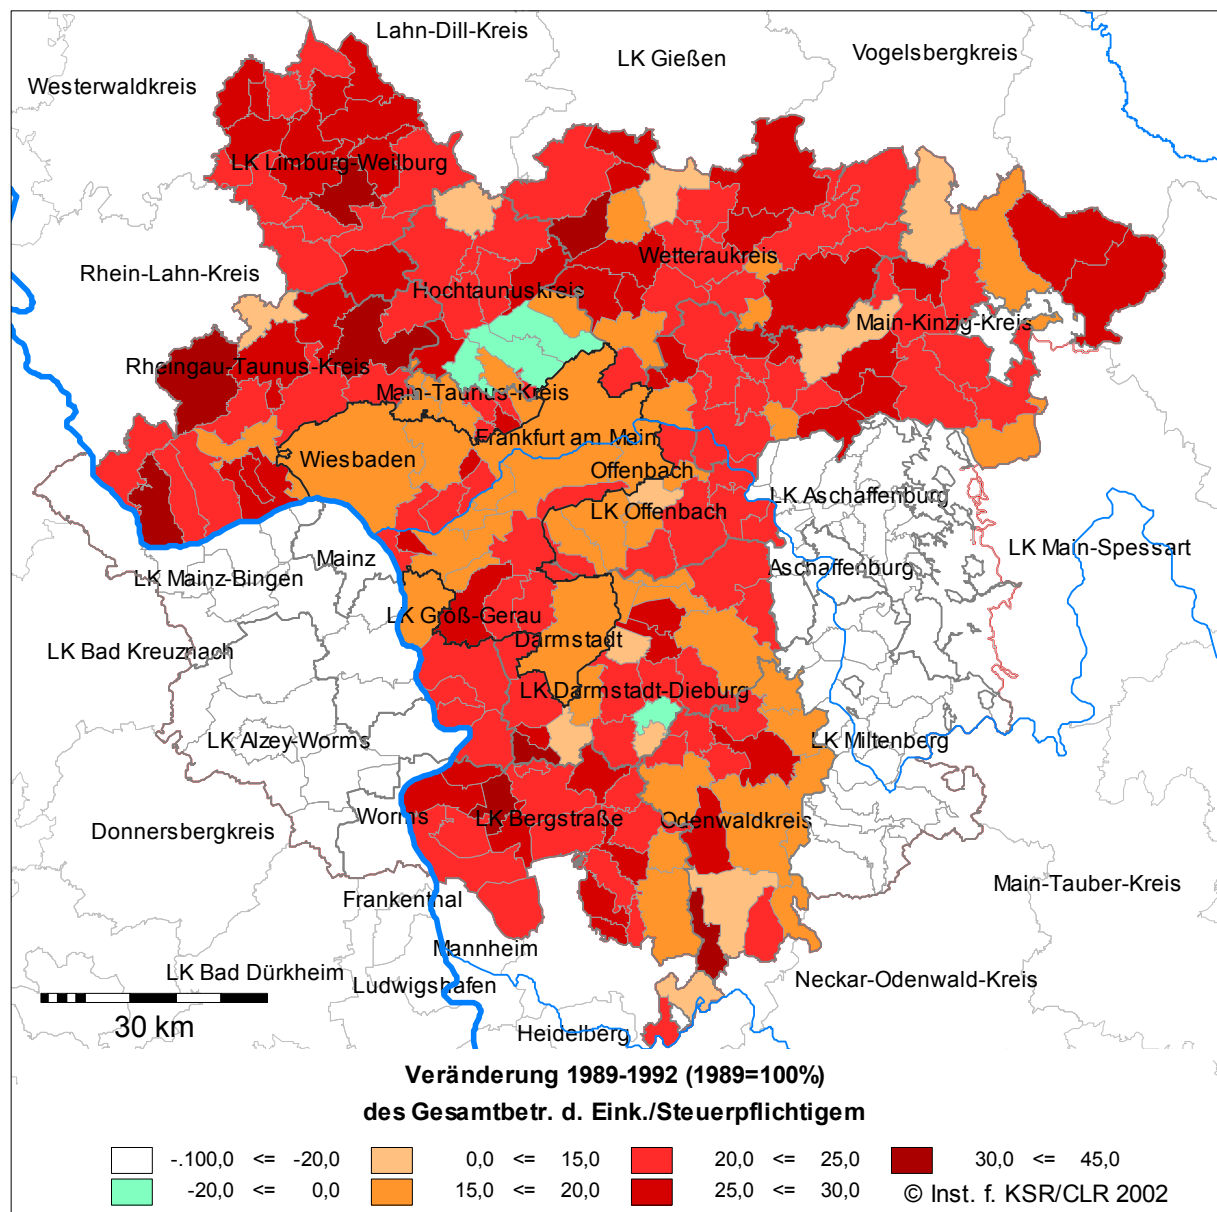 Lahn-Dill-Kreis
LK Gießen
Vogelsbergkreis
Westerwaldkreis
LK Limburg-Weilburg
Rhein-Lahn-Kreis
Wetteraukreis
Hochtaunuskreis
Main-Kinzig-Kreis
Rheingau-Taunus-Kreis
Main-Taunus-Kreis
Frankfurt am Main
Wiesbaden
Offenbach
LK Aschaffenburg
LK Offenbach
Mainz
LK Main-Spessart
LK Mainz-Bingen
Aschaffenburg
LK Groß-Gerau
Darmstadt
LK Bad Kreuznach
LK Darmstadt-Dieburg
LK Alzey-Worms
LK Miltenberg
Worms
LK Bergstraße
Odenwaldkreis
Donnersbergkreis
Main-Tauber-Kreis
Frankenthal
Mannheim
LK Bad Dürkheim
Ludwigshafen
Neckar-Odenwald-Kreis
30 km
Heidelberg
Veränderung 1989-1992 (1989=100%)
des Gesamtbetr. d. Eink./Steuerpflichtigem
-.100,0 <= -20,0 0,0 <= 15,0 20,0 <= 25,0 30,0 <= 45,0
-20,0 <= 0,0 15,0 <= 20,0 25,0 <= 30,0 © Inst. f. KSR/CLR 2002